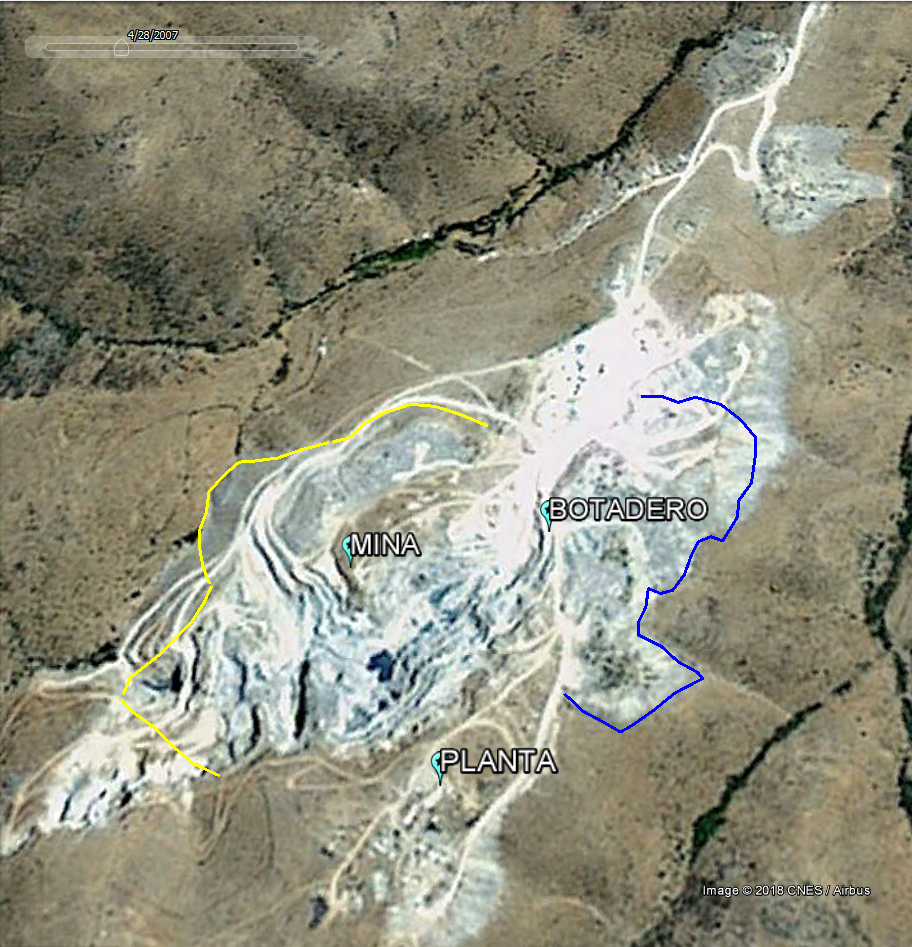 4/28/2007
BOTADERO
MINA
PLANTA
Image © 2018 CNES / Airbus